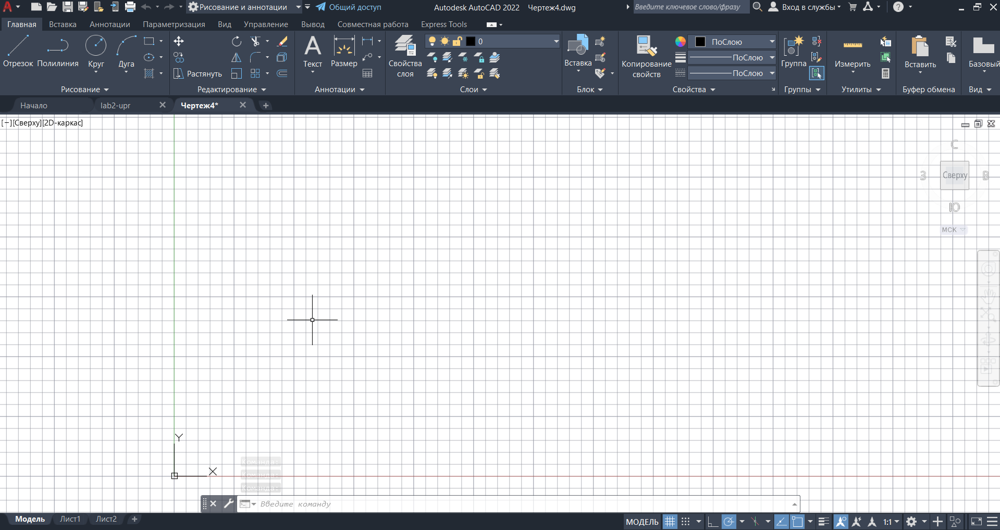 Рисование и аннотации
Общий доступ
Autodesk AutoCAD 2022 Чертеж4.dwg
Введите ключевое слово/фразу
Вход в службы
Главная Вставка Аннотации Параметризация Вид Управление Вывод Совместная работа Express Tools
Отрезок Полилиния Круг Дуга
Растянуть
Текст Размер
Свойства слоя
0
Вставка
Копирование свойств
ПоСлою
ПоСлою
ПоСлою
Группа
Измерить
Вставить
Базовый
Рисование Редактирование Аннотации Слои Блок Свойства Группы Утилиты Буфер обмена Вид
Начало lab2-upr Чертеж4*
[−][Сверху][2D-каркас]
С
З Сверху В
Ю
МСК
Y
X
Команда:
Команда:
Команда:
Введите команду
Модель Лист1 Лист2
МОДЕЛЬ
1:1